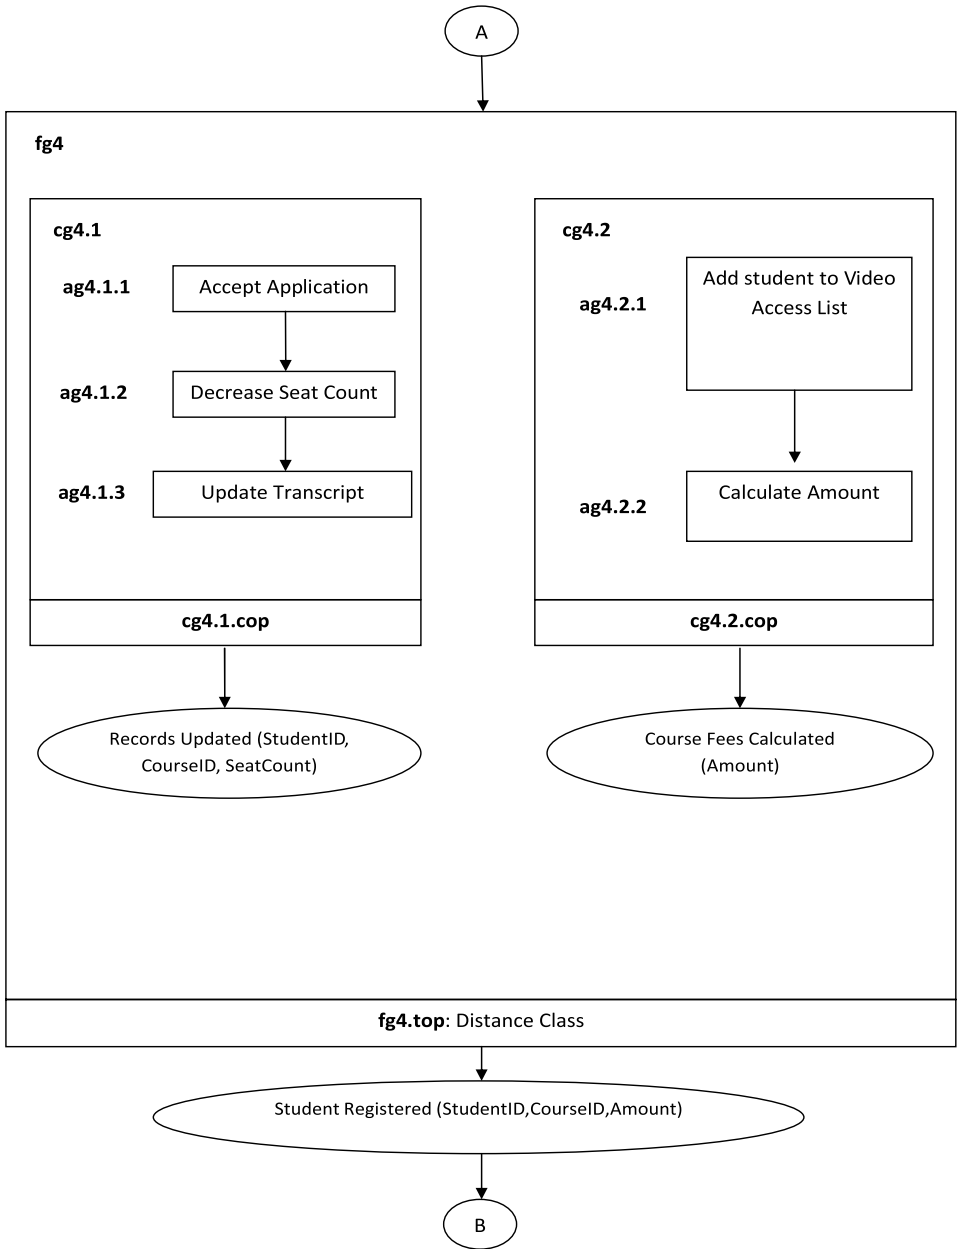 A
fg4
cg4.1
ag4.1.1
Accept Application
ag4.1.2
Decrease Seat Count
ag4.1.3
Update Transcript
cg4.1.cop
Records Updated (StudentID,
CourseID, SeatCount)
cg4.2
ag4.2.1
Add student to Video
Access List
ag4.2.2
Calculate Amount
cg4.2.cop
Course Fees Calculated
(Amount)
fg4.top: Distance Class
Student Registered (StudentID,CourseID,Amount)
B